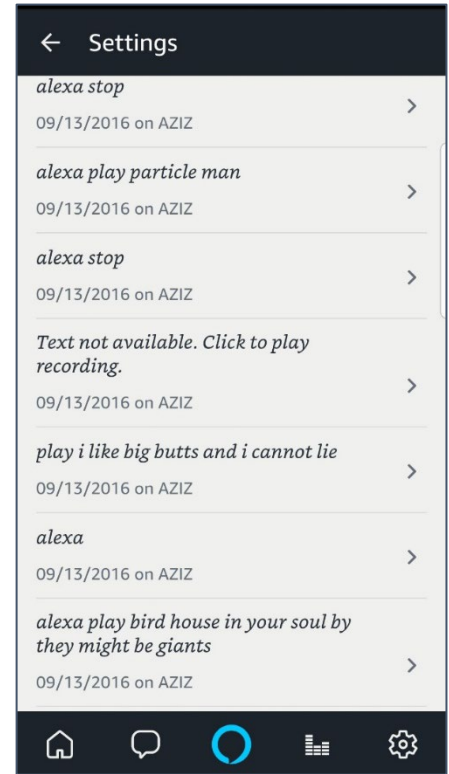 Settings
alexa stop
09/13/2016 on AZIZ
alexa play particle man
09/13/2016 on AZIZ
alexa stop
09/13/2016 on AZIZ
Text not available. Click to play
recording.
09/13/2016 on AZIZ
play i like big butts and i cannot lie
09/13/2016 on AZIZ
alexa
09/13/2016 on AZIZ
alexa play bird house in your soul by
they might be giants
09/13/2016 on AZIZ